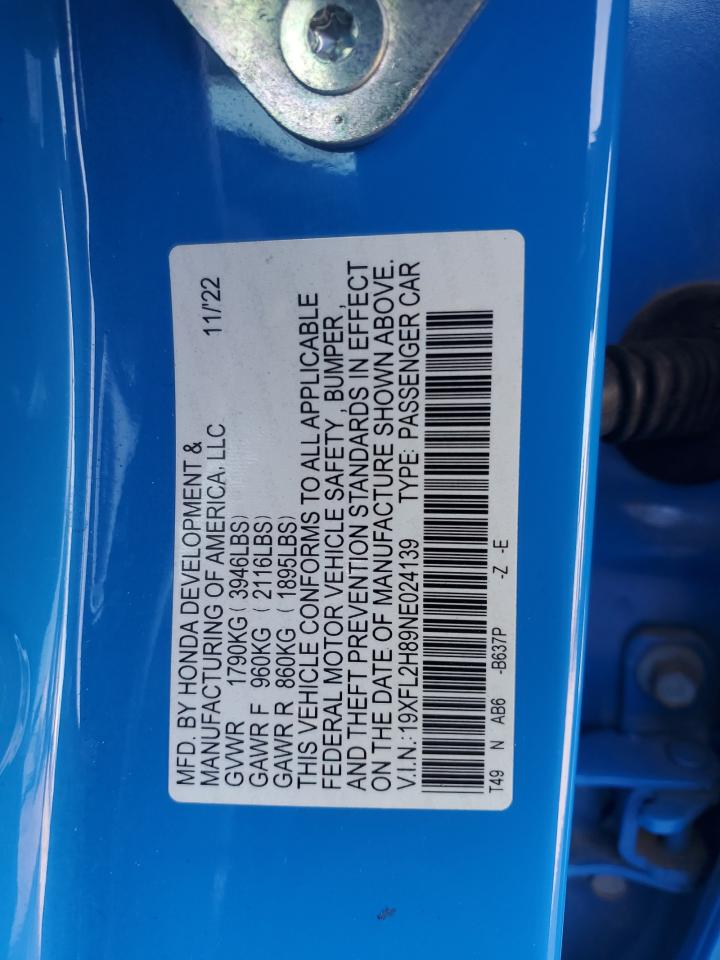 MFD. BY HONDA DEVELOPMENT &
MANUFACTURING OF AMERICA, LLC 11/'22
GVWR 1790KG ( 3946LBS)
GAWR F 960KG ( 2116LBS)
GAWR R 860KG ( 1895LBS)
THIS VEHICLE CONFORMS TO ALL APPLICABLE
FEDERAL MOTOR VEHICLE SAFETY , BUMPER ,
AND THEFT PREVENTION STANDARDS IN EFFECT
ON THE DATE OF MANUFACTURE SHOWN ABOVE.
V.I.N.: 19XFL2H89NE024139 TYPE: PASSENGER CAR
T49 N AB6 -B637P -Z -E